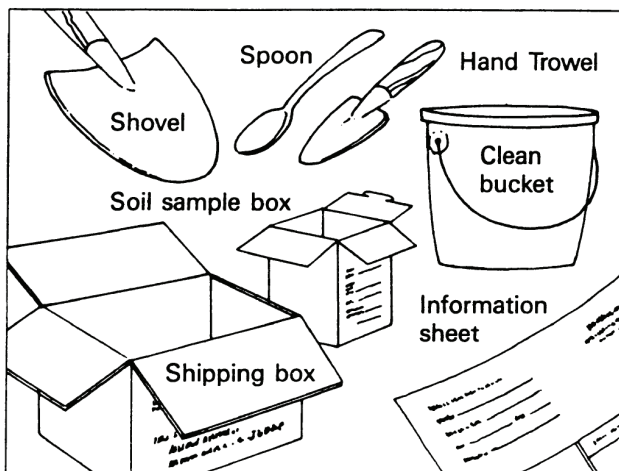 Spoon
Hand Trowel
Shovel
Clean
bucket
Soil sample box
Information
sheet
Shipping box